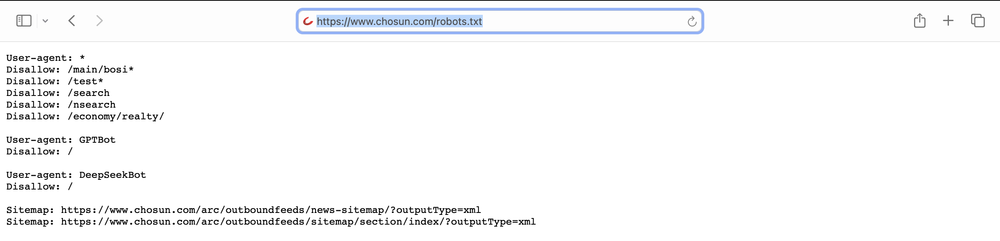 https://www.chosun.com/robots.txt
User-agent: *
Disallow: /main/bosi*
Disallow: /test*
Disallow: /search
Disallow: /nsearch
Disallow: /economy/realty/
User-agent: GPTBot
Disallow: /
User-agent: DeepSeekBot
Disallow: /
Sitemap: https://www.chosun.com/arc/outboundfeeds/news-sitemap/?outputType=xml
Sitemap: https://www.chosun.com/arc/outboundfeeds/sitemap/section/index/?outputType=xml